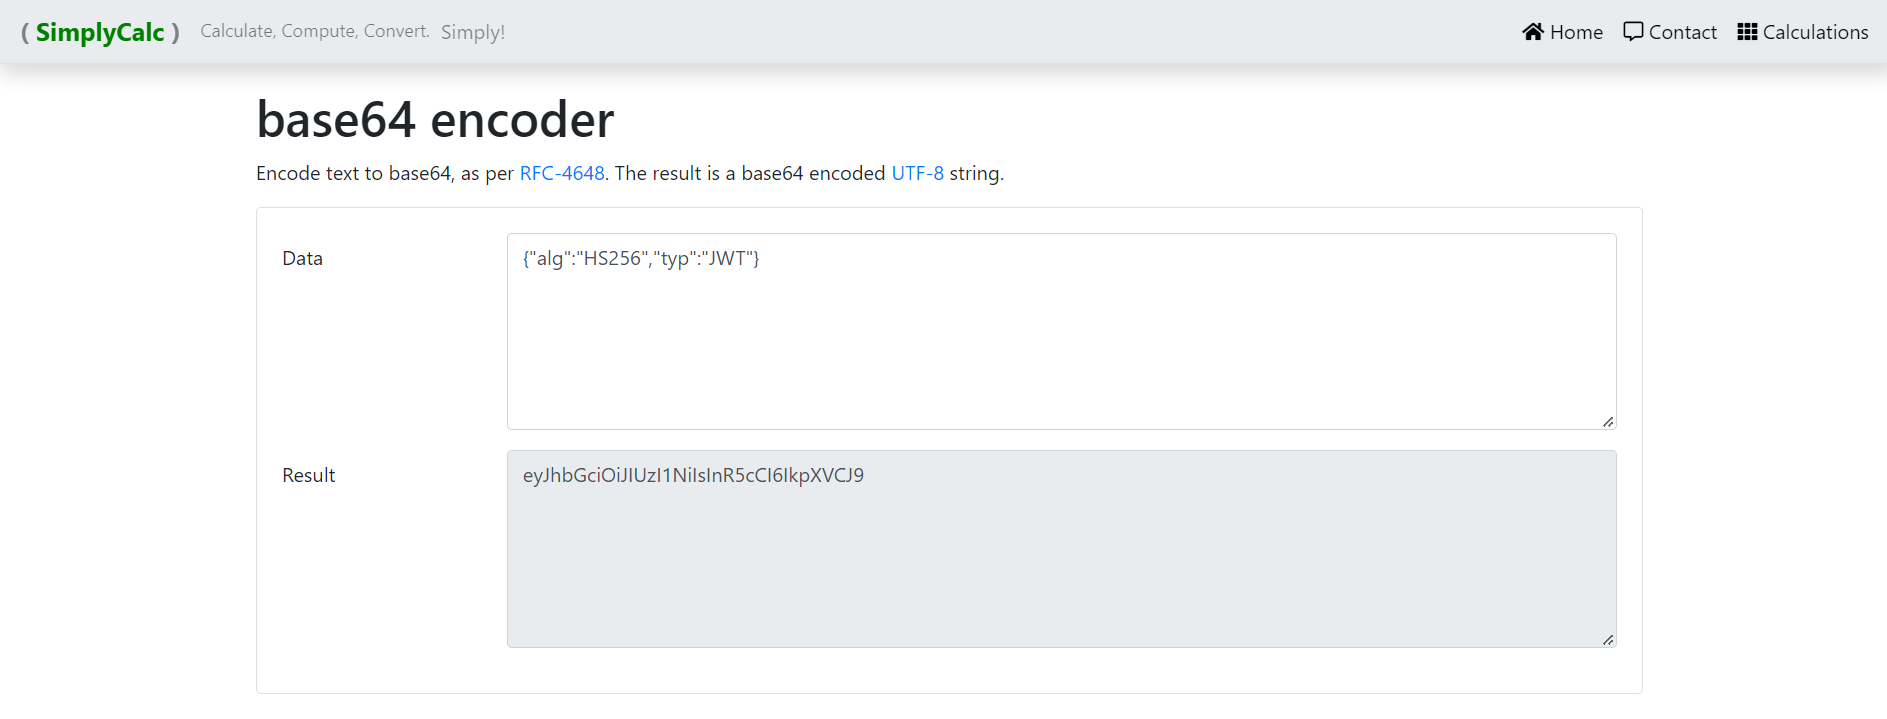 ( SimplyCalc ) Calculate, Compute, Convert. Simply! Home Contact Calculations
base64 encoder
Encode text to base64, as per RFC-4648. The result is a base64 encoded UTF-8 string.
Data {"alg":"HS256","typ":"JWT"}
Result eyJhbGciOiJIUzI1NiIsInR5cCI6IkpXVCJ9